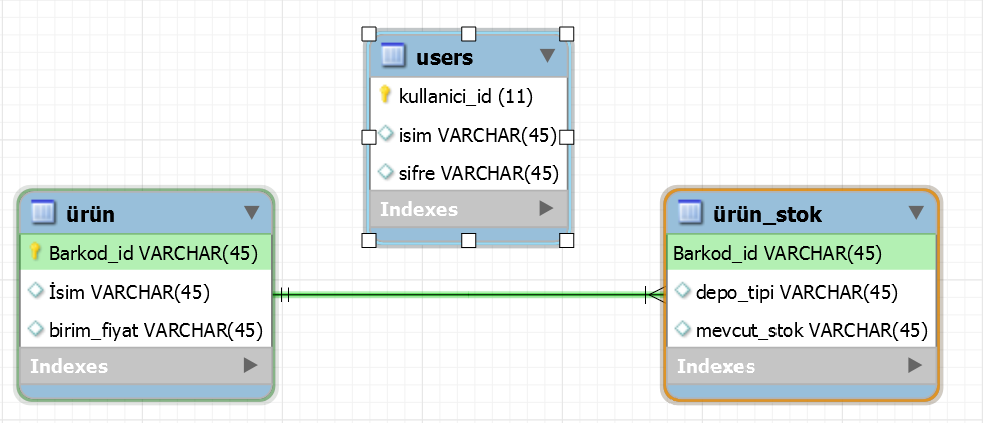 users
kullanici_id (11)
isim VARCHAR(45)
sifre VARCHAR(45)
Indexes
ürün
Barkod_id VARCHAR(45)
İsim VARCHAR(45)
birim_fiyat VARCHAR(45)
Indexes
ürün_stok
Barkod_id VARCHAR(45)
depo_tipi VARCHAR(45)
mevcut_stok VARCHAR(45)
Indexes